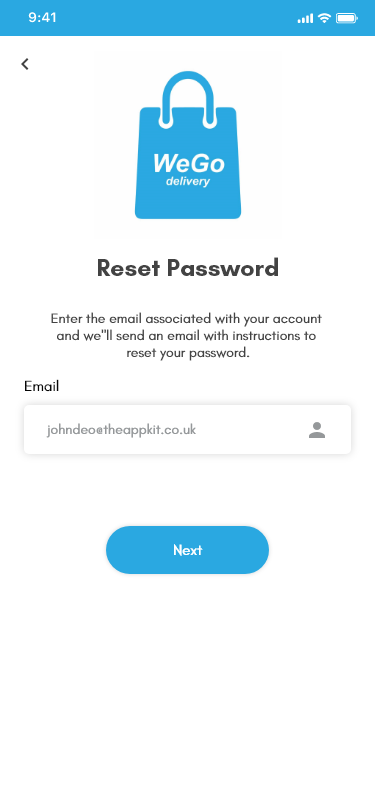 9:41
WeGo
delivery
Reset Password
Enter the email associated with your account
and we"ll send an email with instructions to
reset your password.
Email
johndeo@theappkit.co.uk
Next